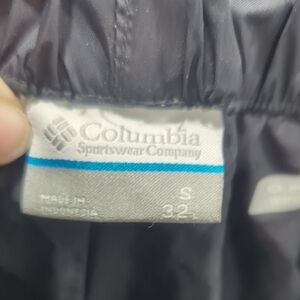 Columbia
Sportswear Company
S
MADE IN
INDONESIA
32